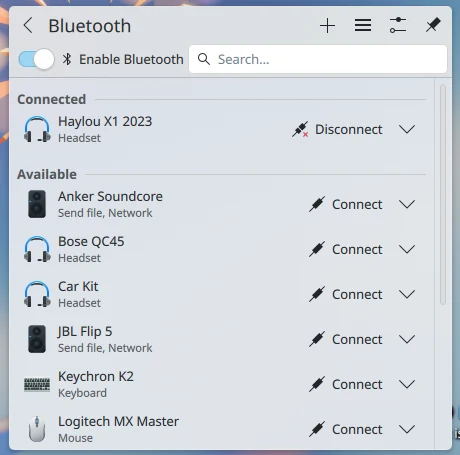 Bluetooth
Enable Bluetooth Search...
Connected
Haylou X1 2023
Headset
Disconnect
Available
Anker Soundcore
Send file, Network
Connect
Bose QC45
Headset
Connect
Car Kit
Headset
Connect
JBL Flip 5
Send file, Network
Connect
Keychron K2
Keyboard
Connect
Logitech MX Master
Mouse
Connect